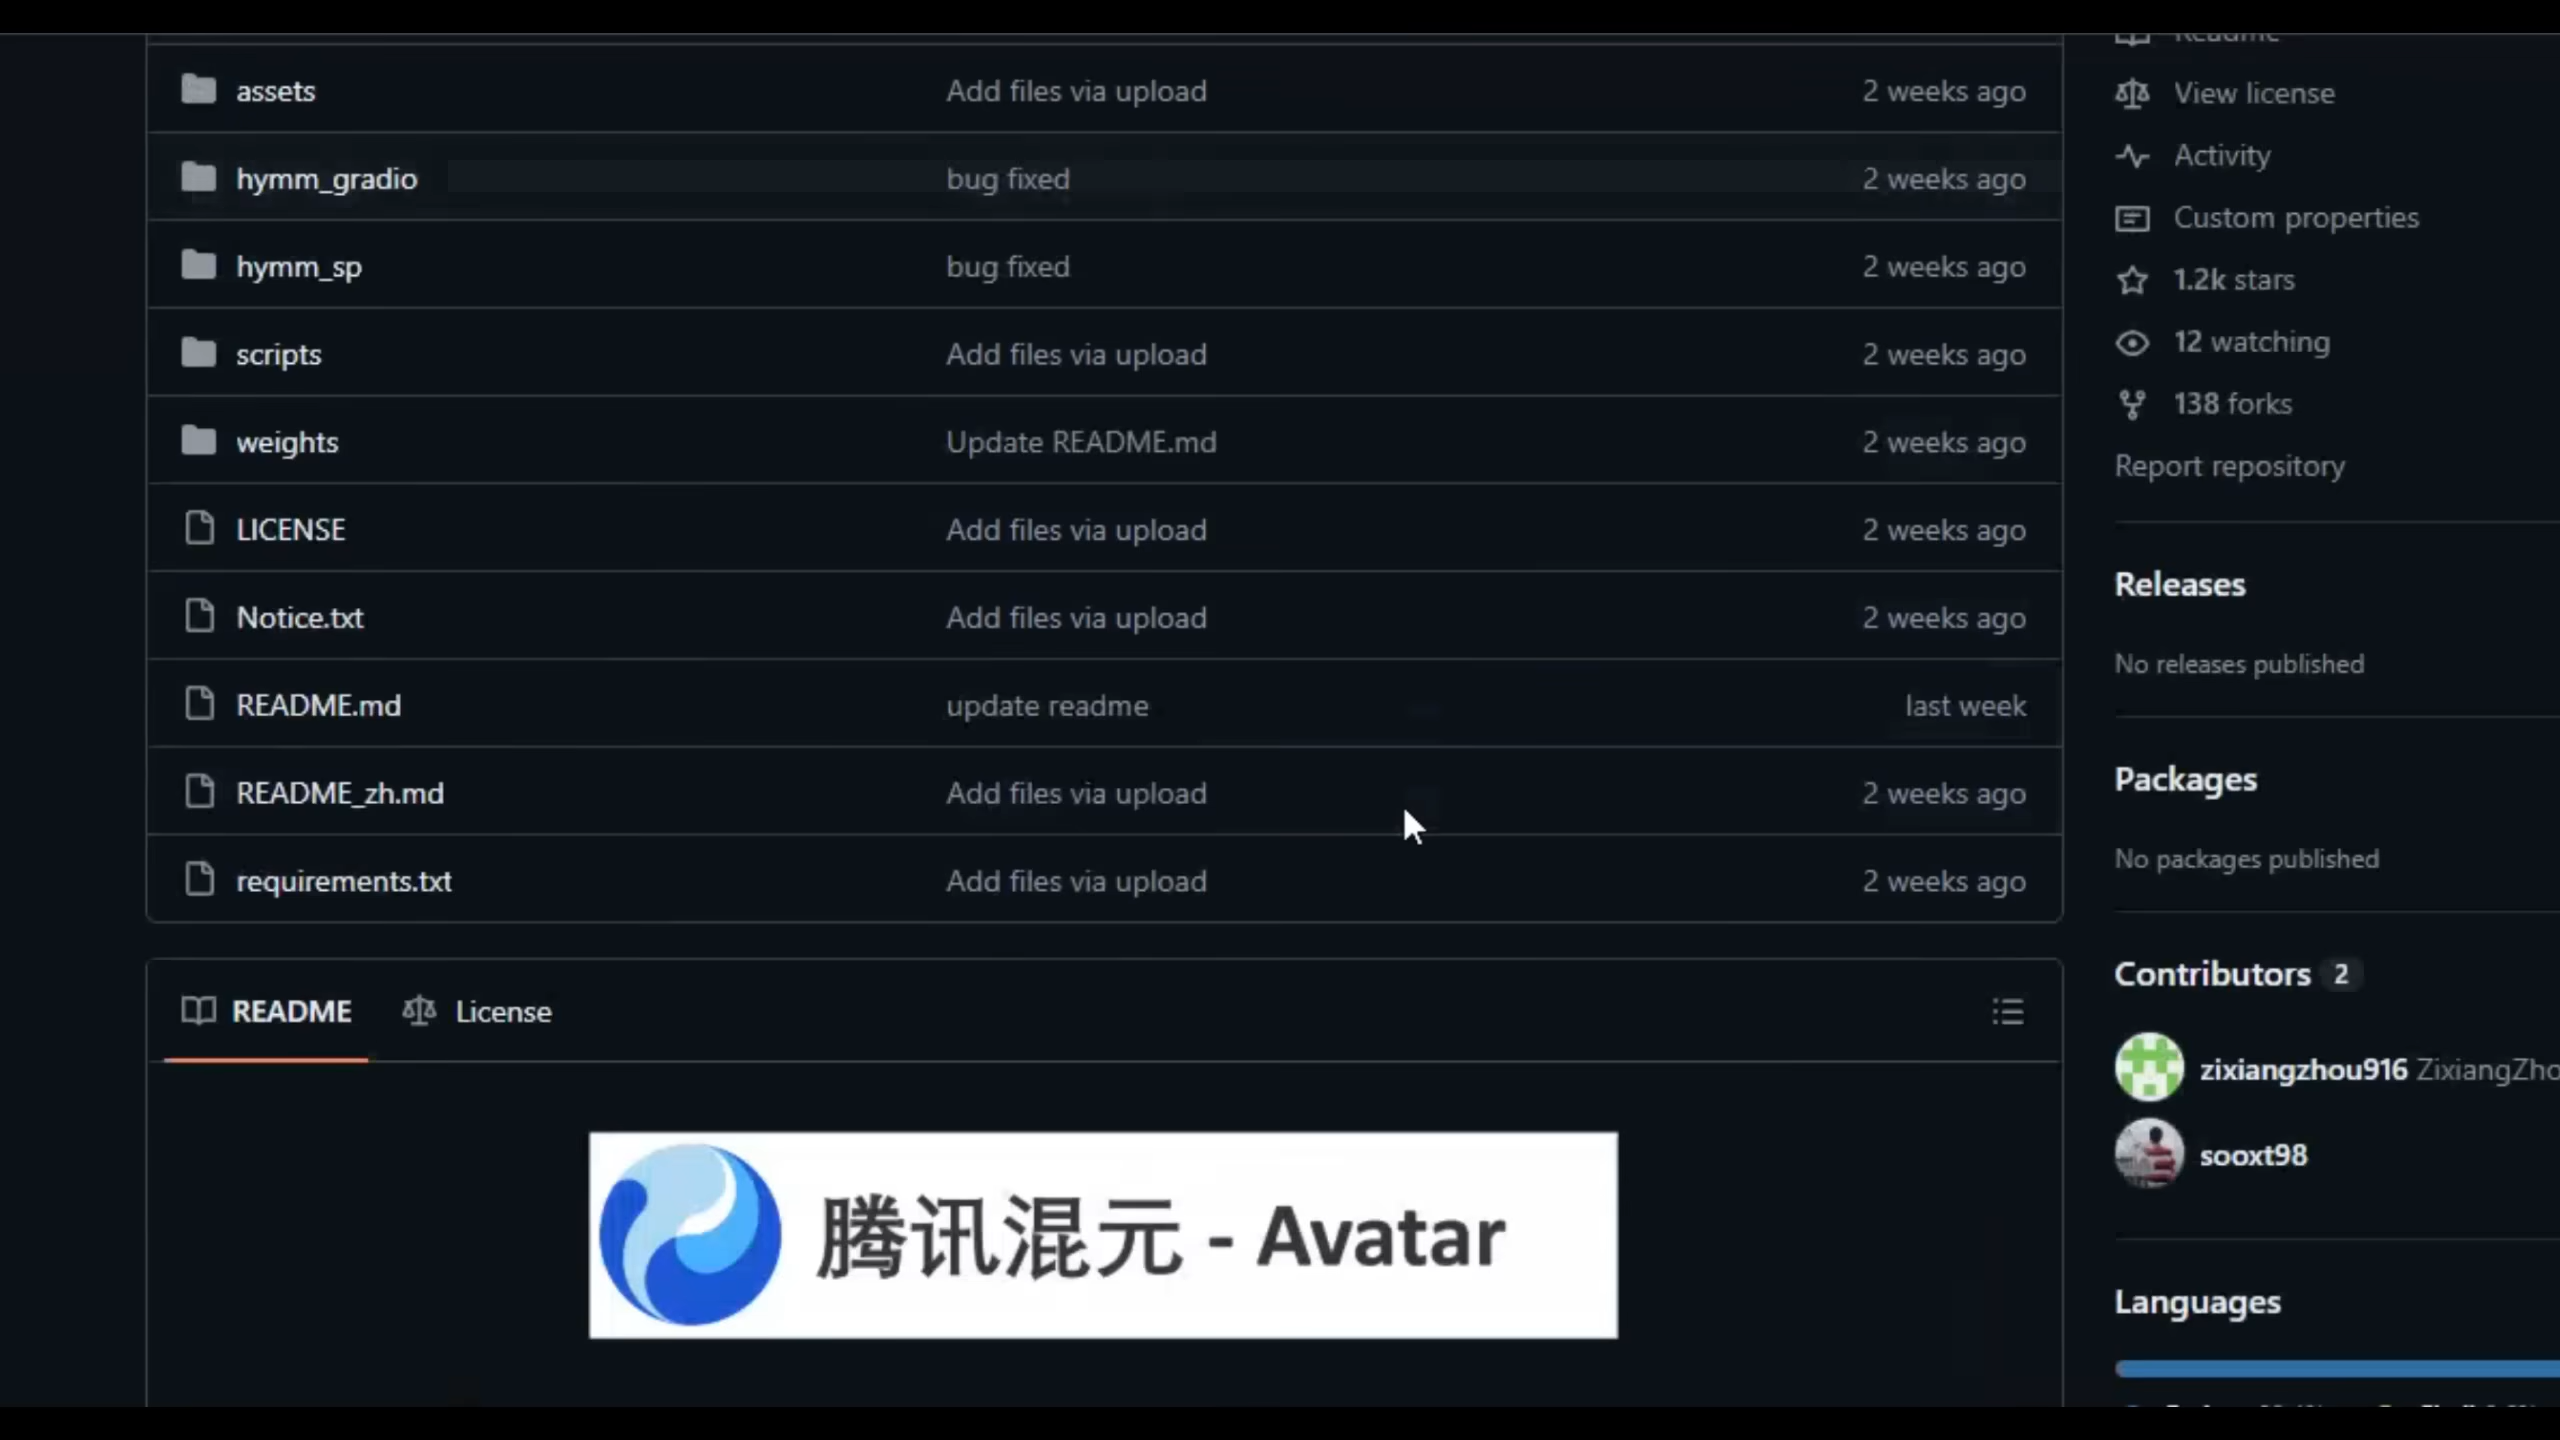 Readme
assets Add files via upload 2 weeks ago
View license
hymm_gradio bug fixed 2 weeks ago
Activity
Custom properties
hymm_sp bug fixed 2 weeks ago
1.2k stars
scripts Add files via upload 2 weeks ago
12 watching
138 forks
weights Update README.md 2 weeks ago
Report repository
LICENSE Add files via upload 2 weeks ago
Releases
Notice.txt Add files via upload 2 weeks ago
No releases published
README.md update readme last week
Packages
README_zh.md Add files via upload 2 weeks ago
No packages published
requirements.txt Add files via upload 2 weeks ago
Contributors 2
README License
zixiangzhou916 ZixiangZho
sooxt98
腾讯混元 - Avatar
Languages